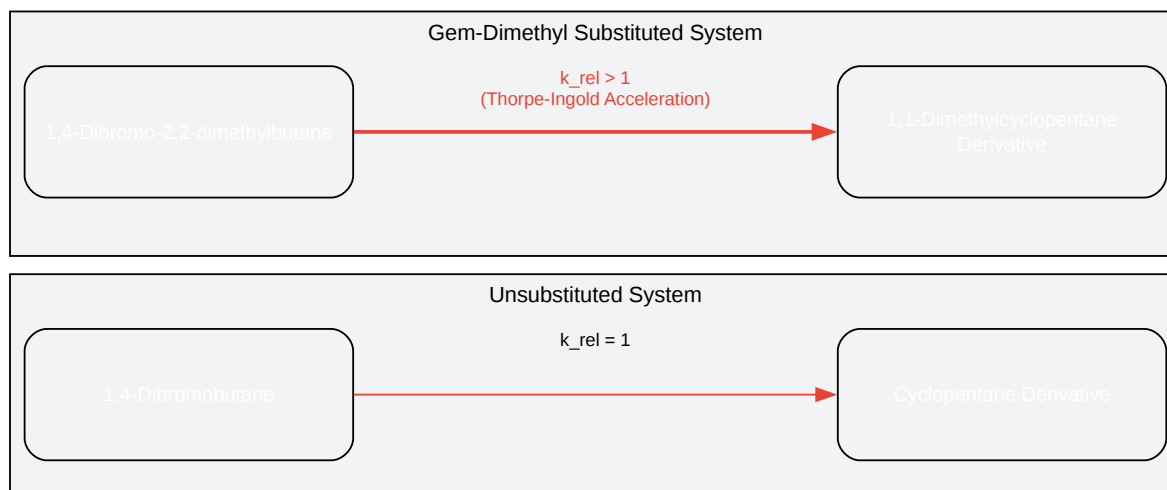 Gem-Dimethyl Substituted System
k_rel > 1
(Thorpe-Ingold Acceleration)
1,4-Dibromo-2,2-dimethylbutane
1,1-Dimethylcyclopentane
Derivative
Unsubstituted System
k_rel = 1
1,4-Dibromobutane
Cyclopentane Derivative